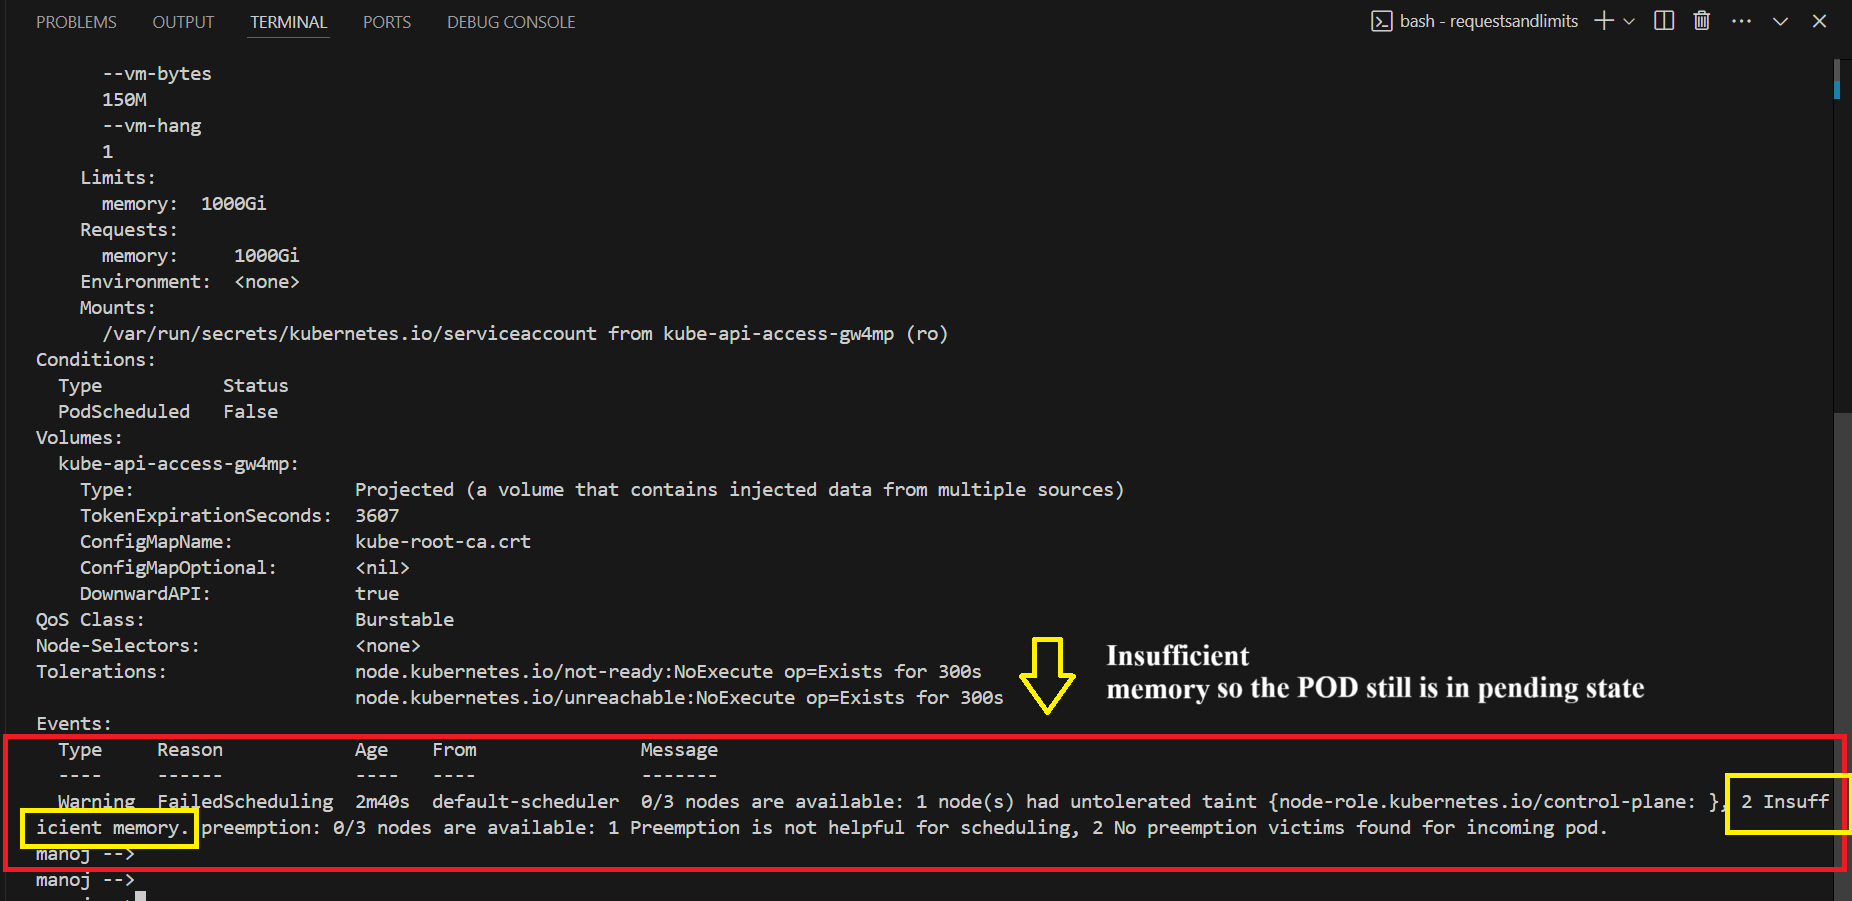 PROBLEMS OUTPUT TERMINAL PORTS DEBUG CONSOLE bash - requestsandlimits
--vm-bytes
150M
--vm-hang
1
Limits:
memory: 1000Gi
Requests:
memory: 1000Gi
Environment: <none>
Mounts:
/var/run/secrets/kubernetes.io/serviceaccount from kube-api-access-gw4mp (ro)
Conditions:
Type Status
PodScheduled False
Volumes:
kube-api-access-gw4mp:
Type: Projected (a volume that contains injected data from multiple sources)
TokenExpirationSeconds: 3607
ConfigMapName: kube-root-ca.crt
ConfigMapOptional: <nil>
DownwardAPI: true
QoS Class: Burstable
Node-Selectors: <none>
Tolerations: node.kubernetes.io/not-ready:NoExecute op=Exists for 300s
node.kubernetes.io/unreachable:NoExecute op=Exists for 300s
Insufficient
memory so the POD still is in pending state
Events:
Type Reason Age From Message
---- ------ ---- ---- -------
Warning FailedScheduling 2m40s default-scheduler 0/3 nodes are available: 1 node(s) had untolerated taint {node-role.kubernetes.io/control-plane: }, 2 Insuff
icient memory. preemption: 0/3 nodes are available: 1 Preemption is not helpful for scheduling, 2 No preemption victims found for incoming pod.
manoj -->
manoj -->